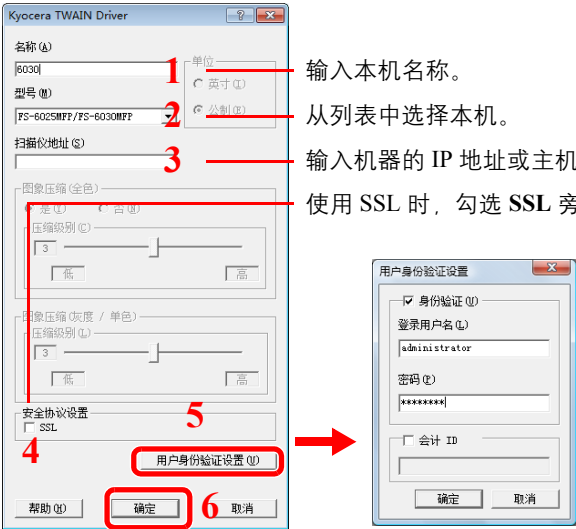 Kyocera TWAIN Driver
名称(A)
6030
型号(M)
FS-6025MFP/FS-6030MFP
扫描仪地址(S)
单位
英寸(I)
公制(E)
图象压缩(全色)
是(T) 否(N)
压缩级别(C)
3
低 高
图象压缩(灰度 / 单色)
压缩级别(L)
3
低 高
安全协议设置
SSL
用户身份验证设置(U)
帮助(H) 确定 取消
1
2
3
4
5
6
输入本机名称。
从列表中选择本机。
输入机器的 IP 地址或主机
使用 SSL 时，勾选 SSL 旁
用户身份验证设置
身份验证(U)
登录用户名(L)
administrator
密码(P)
********
会计 ID
确定 取消